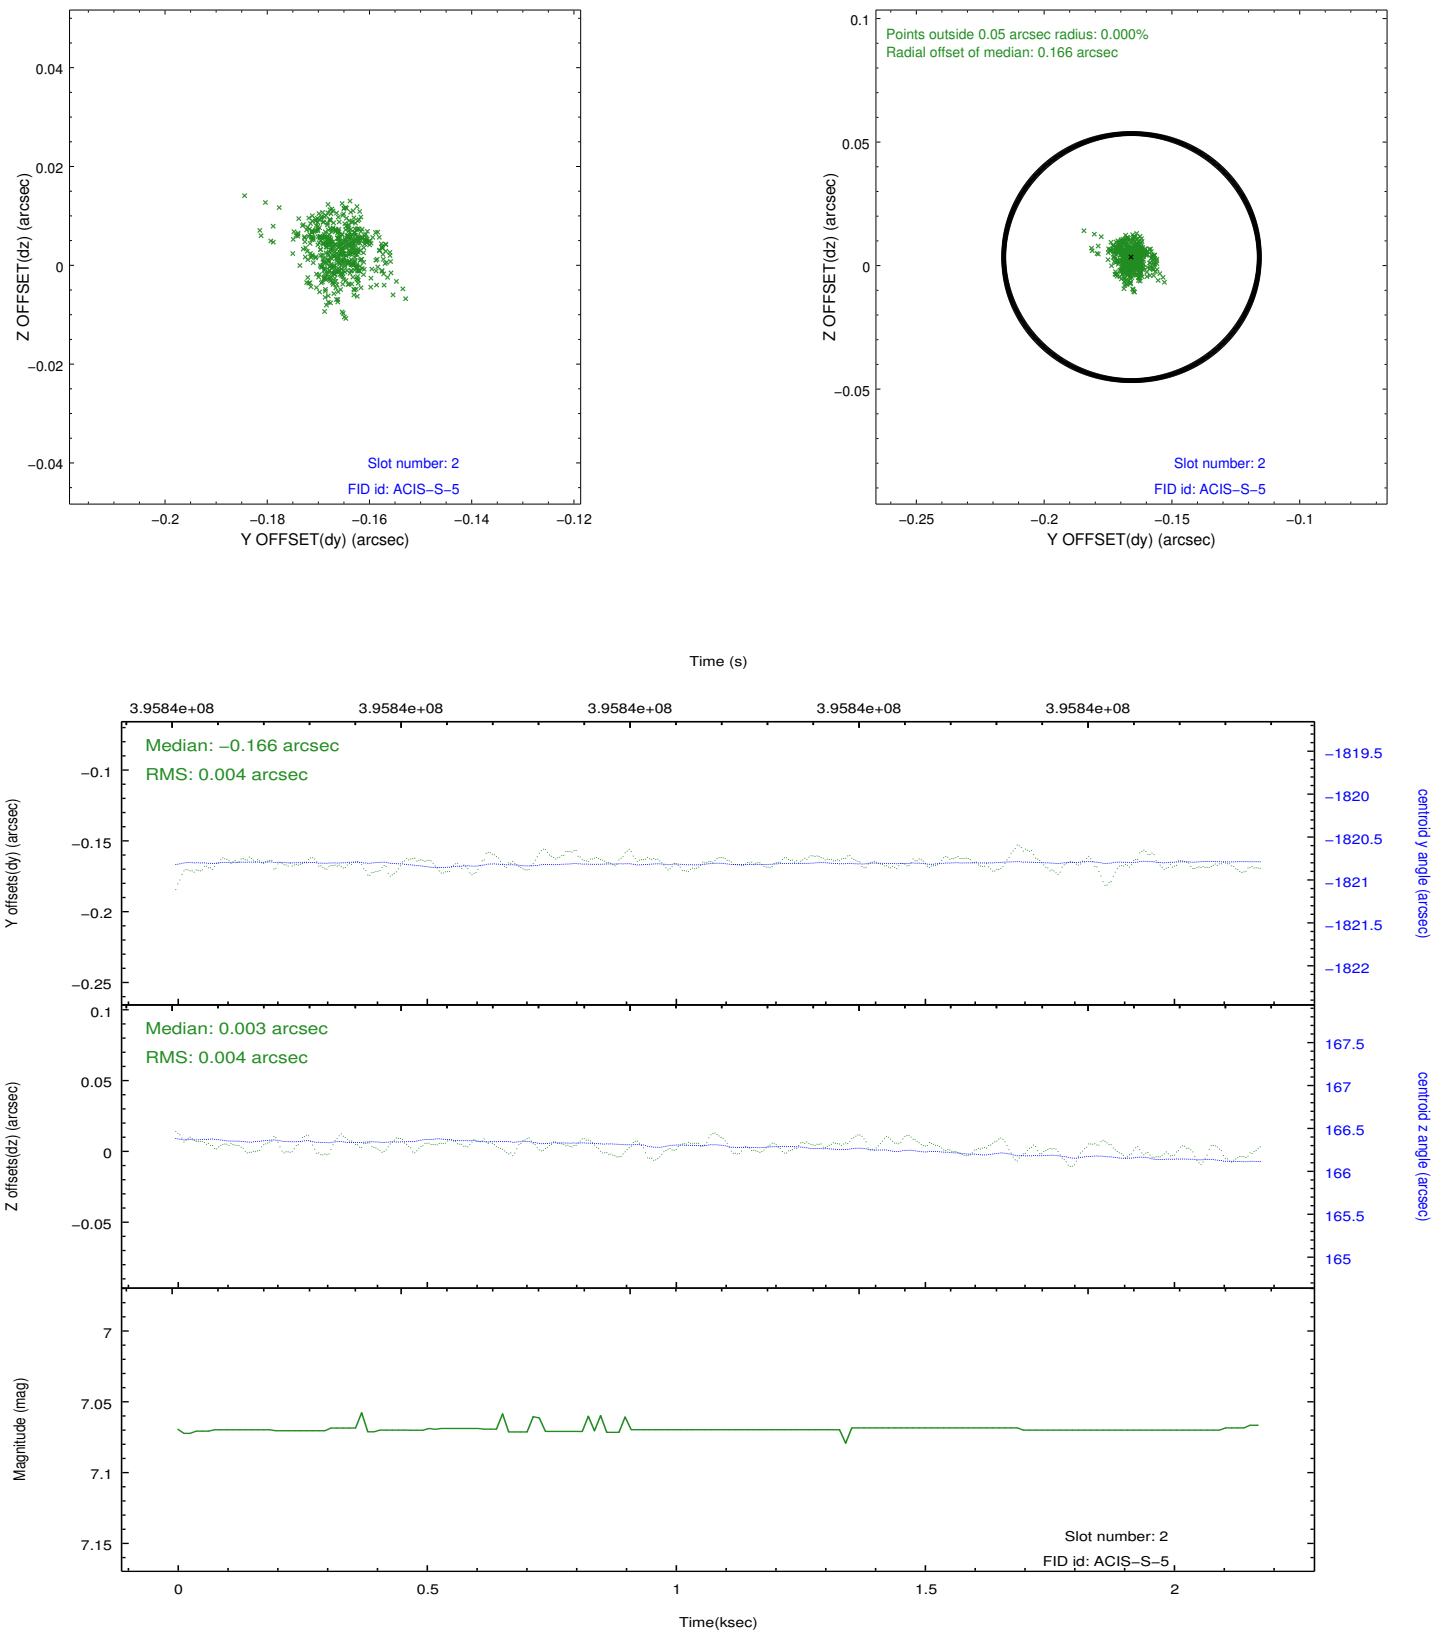 0.04
0.02
0
−0.02
−0.04
Z OFFSET(dz) (arcsec)
Slot number: 2
FID id: ACIS−S−5
−0.2
−0.18
−0.16
−0.14
−0.12
Y OFFSET(dy) (arcsec)
0.1
0.05
0
−0.05
Z OFFSET(dz) (arcsec)
Points outside 0.05 arcsec radius: 0.000%
Radial offset of median: 0.166 arcsec
Slot number: 2
FID id: ACIS−S−5
−0.25
−0.2
−0.15
−0.1
Y OFFSET(dy) (arcsec)
Time (s)
3.9584e+08
3.9584e+08
3.9584e+08
3.9584e+08
3.9584e+08
Median: −0.166 arcsec
RMS: 0.004 arcsec
−0.1
−0.15
−0.2
−0.25
Y offsets(dy) (arcsec)
−1819.5
−1820
−1820.5
−1821
−1821.5
−1822
centroid y angle (arcsec)
Median: 0.003 arcsec
RMS: 0.004 arcsec
0.1
0.05
0
−0.05
Z offsets(dz) (arcsec)
167.5
167
166.5
166
165.5
165
centroid z angle (arcsec)
7
7.05
7.1
7.15
Magnitude (mag)
Slot number: 2
FID id: ACIS−S−5
0
0.5
1
1.5
2
Time(ksec)